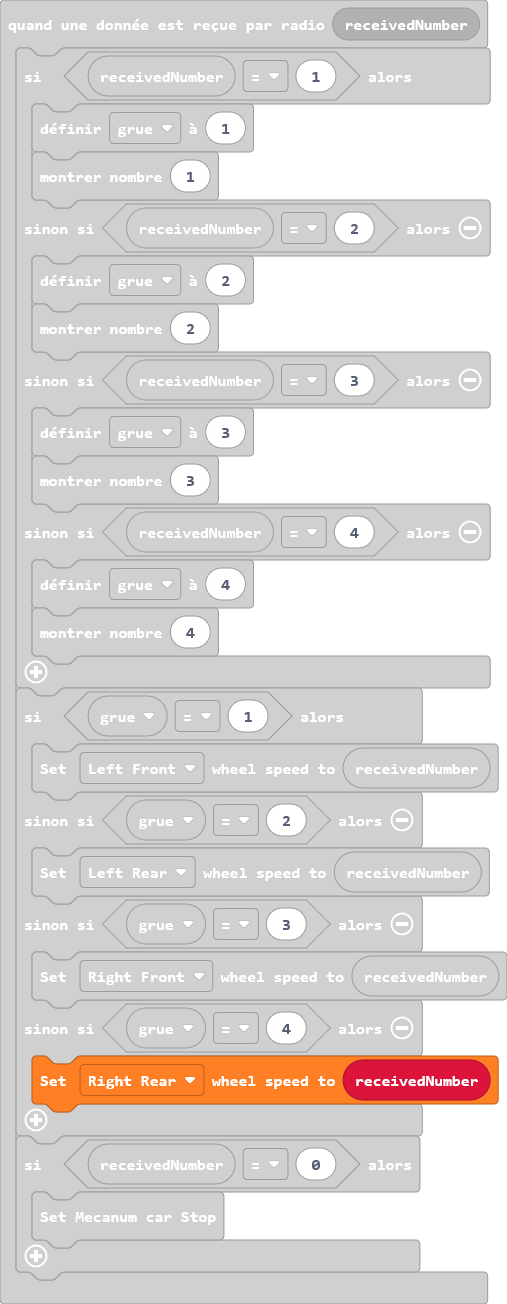 quand une donnée est reçue par radio receivedNumber
si receivedNumber = 1 alors
définir grue à 1
montrer nombre 1
sinon si receivedNumber = 2 alors
définir grue à 2
montrer nombre 2
sinon si receivedNumber = 3 alors
définir grue à 3
montrer nombre 3
sinon si receivedNumber = 4 alors
définir grue à 4
montrer nombre 4
si grue = 1 alors
Set Left Front wheel speed to receivedNumber
sinon si grue = 2 alors
Set Left Rear wheel speed to receivedNumber
sinon si grue = 3 alors
Set Right Front wheel speed to receivedNumber
sinon si grue = 4 alors
Set Right Rear wheel speed to receivedNumber
si receivedNumber = 0 alors
Set Mecanum car Stop